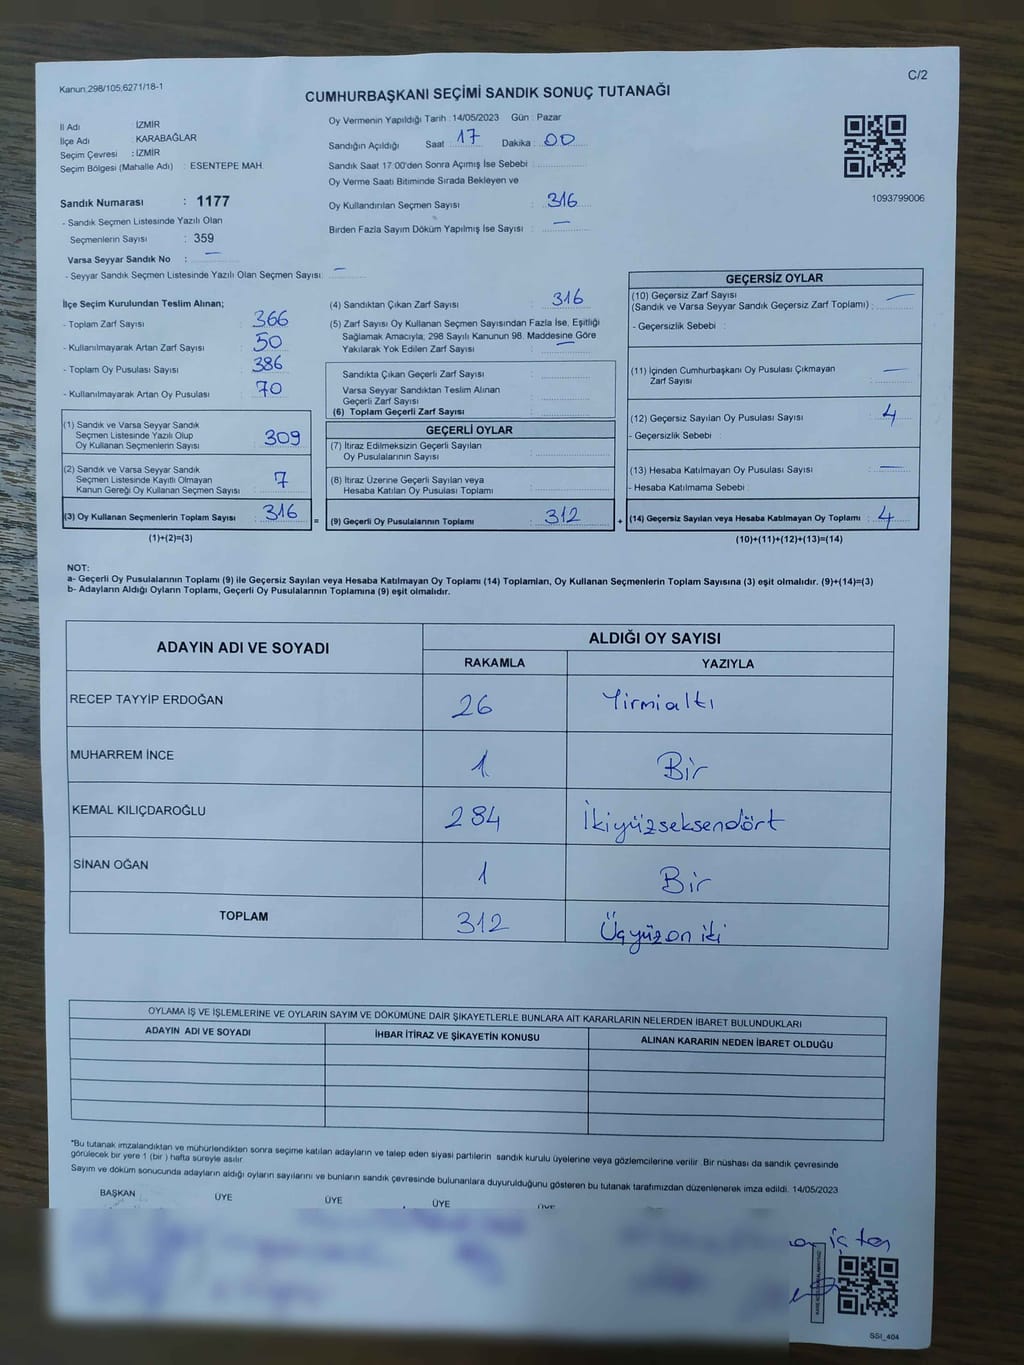 Kanun,298/105,6271/18-1
C/2
CUMHURBAŞKANI SEÇİMİ SANDIK SONUÇ TUTANAĞI
İl Adı : İZMİR
İlçe Adı : KARABAĞLAR
Seçim Çevresi : İZMİR
Seçim Bölgesi (Mahalle Adı) : ESENTEPE MAH.
Sandık Numarası : 1177
- Sandık Seçmen Listesinde Yazılı Olan
Seçmenlerin Sayısı : 359
Varsa Seyyar Sandık No : —
- Seyyar Sandık Seçmen Listesinde Yazılı Olan Seçmen Sayısı : —
Oy Vermenin Yapıldığı Tarih : 14/05/2023 Gün : Pazar
Sandığın Açıldığı Saat : 17 Dakika : 00
Sandık Saat 17:00'den Sonra Açımış İse Sebebi :
Oy Verme Saati Bitiminde Sırada Bekleyen ve
Oy Kullandırılan Seçmen Sayısı : 316
Birden Fazla Sayım Döküm Yapılmış İse Sayısı : —
1093799006
İlçe Seçim Kurulundan Teslim Alınan;
- Toplam Zarf Sayısı : 366
- Kullanılmayarak Artan Zarf Sayısı : 50
- Toplam Oy Pusulası Sayısı : 386
- Kullanılmayarak Artan Oy Pusulası : 70
(1) Sandık ve Varsa Seyyar Sandık
Seçmen Listesinde Yazılı Olup
Oy Kullanan Seçmenlerin Sayısı : 309
(2) Sandık ve Varsa Seyyar Sandık
Seçmen Listesinde Kayıtlı Olmayan
Kanun Gereği Oy Kullanan Seçmen Sayısı : 7
(3) Oy Kullanan Seçmenlerin Toplam Sayısı : 316
(1)+(2)=(3)
(4) Sandıktan Çıkan Zarf Sayısı : 316
(5) Zarf Sayısı Oy Kullanan Seçmen Sayısından Fazla İse, Eşitliği
Sağlamak Amacıyla, 298 Sayılı Kanunun 98. Maddesine Göre
Yakılarak Yok Edilen Zarf Sayısı : —
Sandıkta Çıkan Geçerli Zarf Sayısı :
Varsa Seyyar Sandıktan Teslim Alınan
Geçerli Zarf Sayısı :
(6) Toplam Geçerli Zarf Sayısı :
GEÇERLİ OYLAR
(7) İtiraz Edilmeksizin Geçerli Sayılan
Oy Pusulalarının Sayısı :
(8) İtiraz Üzerine Geçerli Sayılan veya
Hesaba Katılan Oy Pusulası Toplamı :
= (9) Geçerli Oy Pusulalarının Toplamı : 312
GEÇERSİZ OYLAR
(10) Geçersiz Zarf Sayısı
(Sandık ve Varsa Seyyar Sandık Geçersiz Zarf Toplamı) : —
- Geçersizlik Sebebi :
(11) İçinden Cumhurbaşkanı Oy Pusulası Çıkmayan
Zarf Sayısı : —
(12) Geçersiz Sayılan Oy Pusulası Sayısı : 4
- Geçersizlik Sebebi :
(13) Hesaba Katılmayan Oy Pusulası Sayısı : —
- Hesaba Katılmama Sebebi :
+ (14) Geçersiz Sayılan veya Hesaba Katılmayan Oy Toplamı : 4
(10)+(11)+(12)+(13)=(14)
NOT:
a- Geçerli Oy Pusulalarının Toplamı (9) ile Geçersiz Sayılan veya Hesaba Katılmayan Oy Toplamı (14) Toplamları, Oy Kullanan Seçmenlerin Toplam Sayısına (3) eşit olmalıdır. (9)+(14)=(3)
b- Adayların Aldığı Oyların Toplamı, Geçerli Oy Pusulalarının Toplamına (9) eşit olmalıdır.
ADAYIN ADI VE SOYADI ALDIĞI OY SAYISI
RAKAMLA YAZIYLA
RECEP TAYYİP ERDOĞAN 26 Yirmialtı
MUHARREM İNCE 1 Bir
KEMAL KILIÇDAROĞLU 284 İkiyüzseksendört
SİNAN OĞAN 1 Bir
TOPLAM 312 Üçyüzon iki
OYLAMA İŞ VE İŞLEMLERİNE VE OYLARIN SAYIM VE DÖKÜMÜNE DAİR ŞİKAYETLERLE BUNLARA AİT KARARLARIN NELERDEN İBARET BULUNDUKLARI
ADAYIN ADI VE SOYADI İHBAR İTİRAZ VE ŞİKAYETİN KONUSU ALINAN KARARIN NEDEN İBARET OLDUĞU
*Bu tutanak imzalandıktan ve mühürlendikten sonra seçime katılan adayların ve talep eden siyasi partilerin sandık kurulu üyelerine veya gözlemcilerine verilir. Bir nüshası da sandık çevresinde
görülecek bir yere 1 (bir ) hafta süreyle asılır.
Sayım ve döküm sonucunda adayların aldığı oyların sayılarını ve bunların sandık çevresinde bulunanlara duyurulduğunu gösteren bu tutanak tarafımızdan düzenlenerek imza edildi. 14/05/2023
BAŞKAN ÜYE ÜYE ÜYE ÜYE
SSI_404